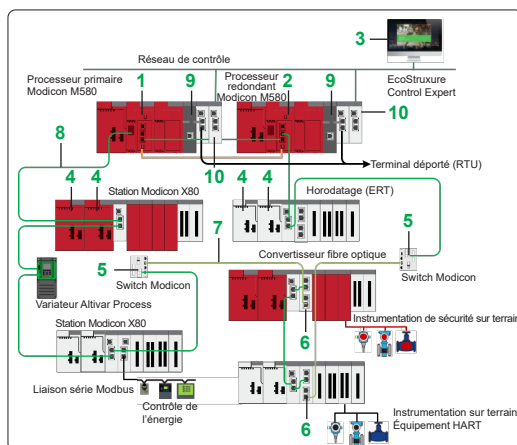 3
Réseau de contrôle
Processeur primaire
Modicon M580
1
9
Processeur
redondant
Modicon M580
2
9
EcoStruxure
Control Expert
10
10
8
Terminal déporté (RTU)
4
4
Station Modicon X80
4
4
Horodatage (ERT)
5
7
Convertisseur fibre optique
5
Switch Modicon
Switch Modicon
Variateur Altivar Process
6
Instrumentation de sécurité sur terrain
Station Modicon X80
Liaison série Modbus
Contrôle de
l'énergie
6
Instrumentation sur terrain
Équipement HART